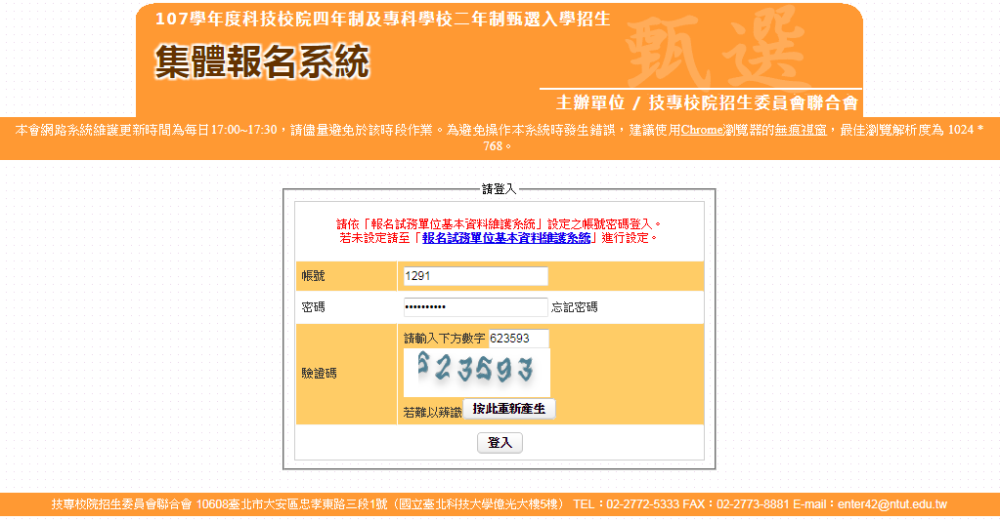 107學年度科技校院四年制及專科學校二年制甄選入學招生
甄選
集體報名系統
主辦單位 / 技專校院招生委員會聯合會
本會網路系統維護更新時間為每日17:00~17:30，請儘量避免於該時段作業。為避免操作本系統時發生錯誤，建議使用Chrome瀏覽器的無痕視窗，最佳瀏覽解析度為 1024 *
768。
請登入
請依「報名試務單位基本資料維護系統」設定之帳號密碼登入。
若未設定請至「報名試務單位基本資料維護系統」進行設定。
帳號 1291
密碼 •••••••••• 忘記密碼
請輸入下方數字 623593
驗證碼 623593
若難以辨識 按此重新產生
登入
技專校院招生委員會聯合會 10608臺北市大安區忠孝東路三段1號（國立臺北科技大學億光大樓5樓） TEL：02-2772-5333 FAX：02-2773-8881 E-mail：enter42@ntut.edu.tw